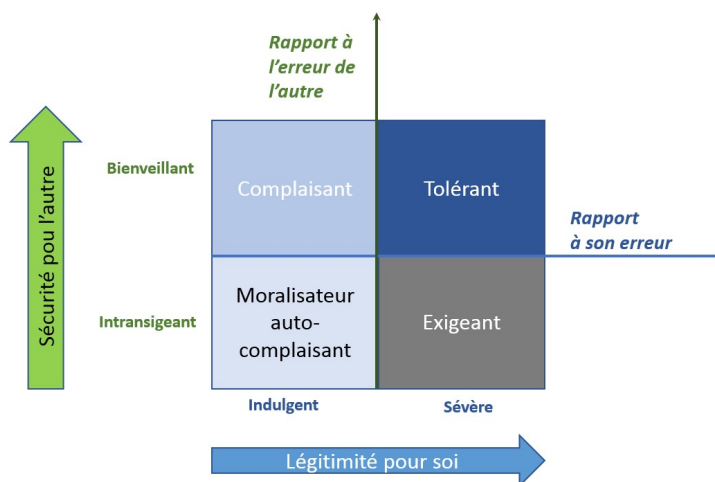 Rapport à
l'erreur de
l'autre
Sécurité pou l'autre
Bienveillant
Complaisant
Tolérant
Rapport
à son erreur
Intransigeant
Moralisateur
auto-
complaisant
Exigeant
Indulgent
Sévère
Légitimité pour soi